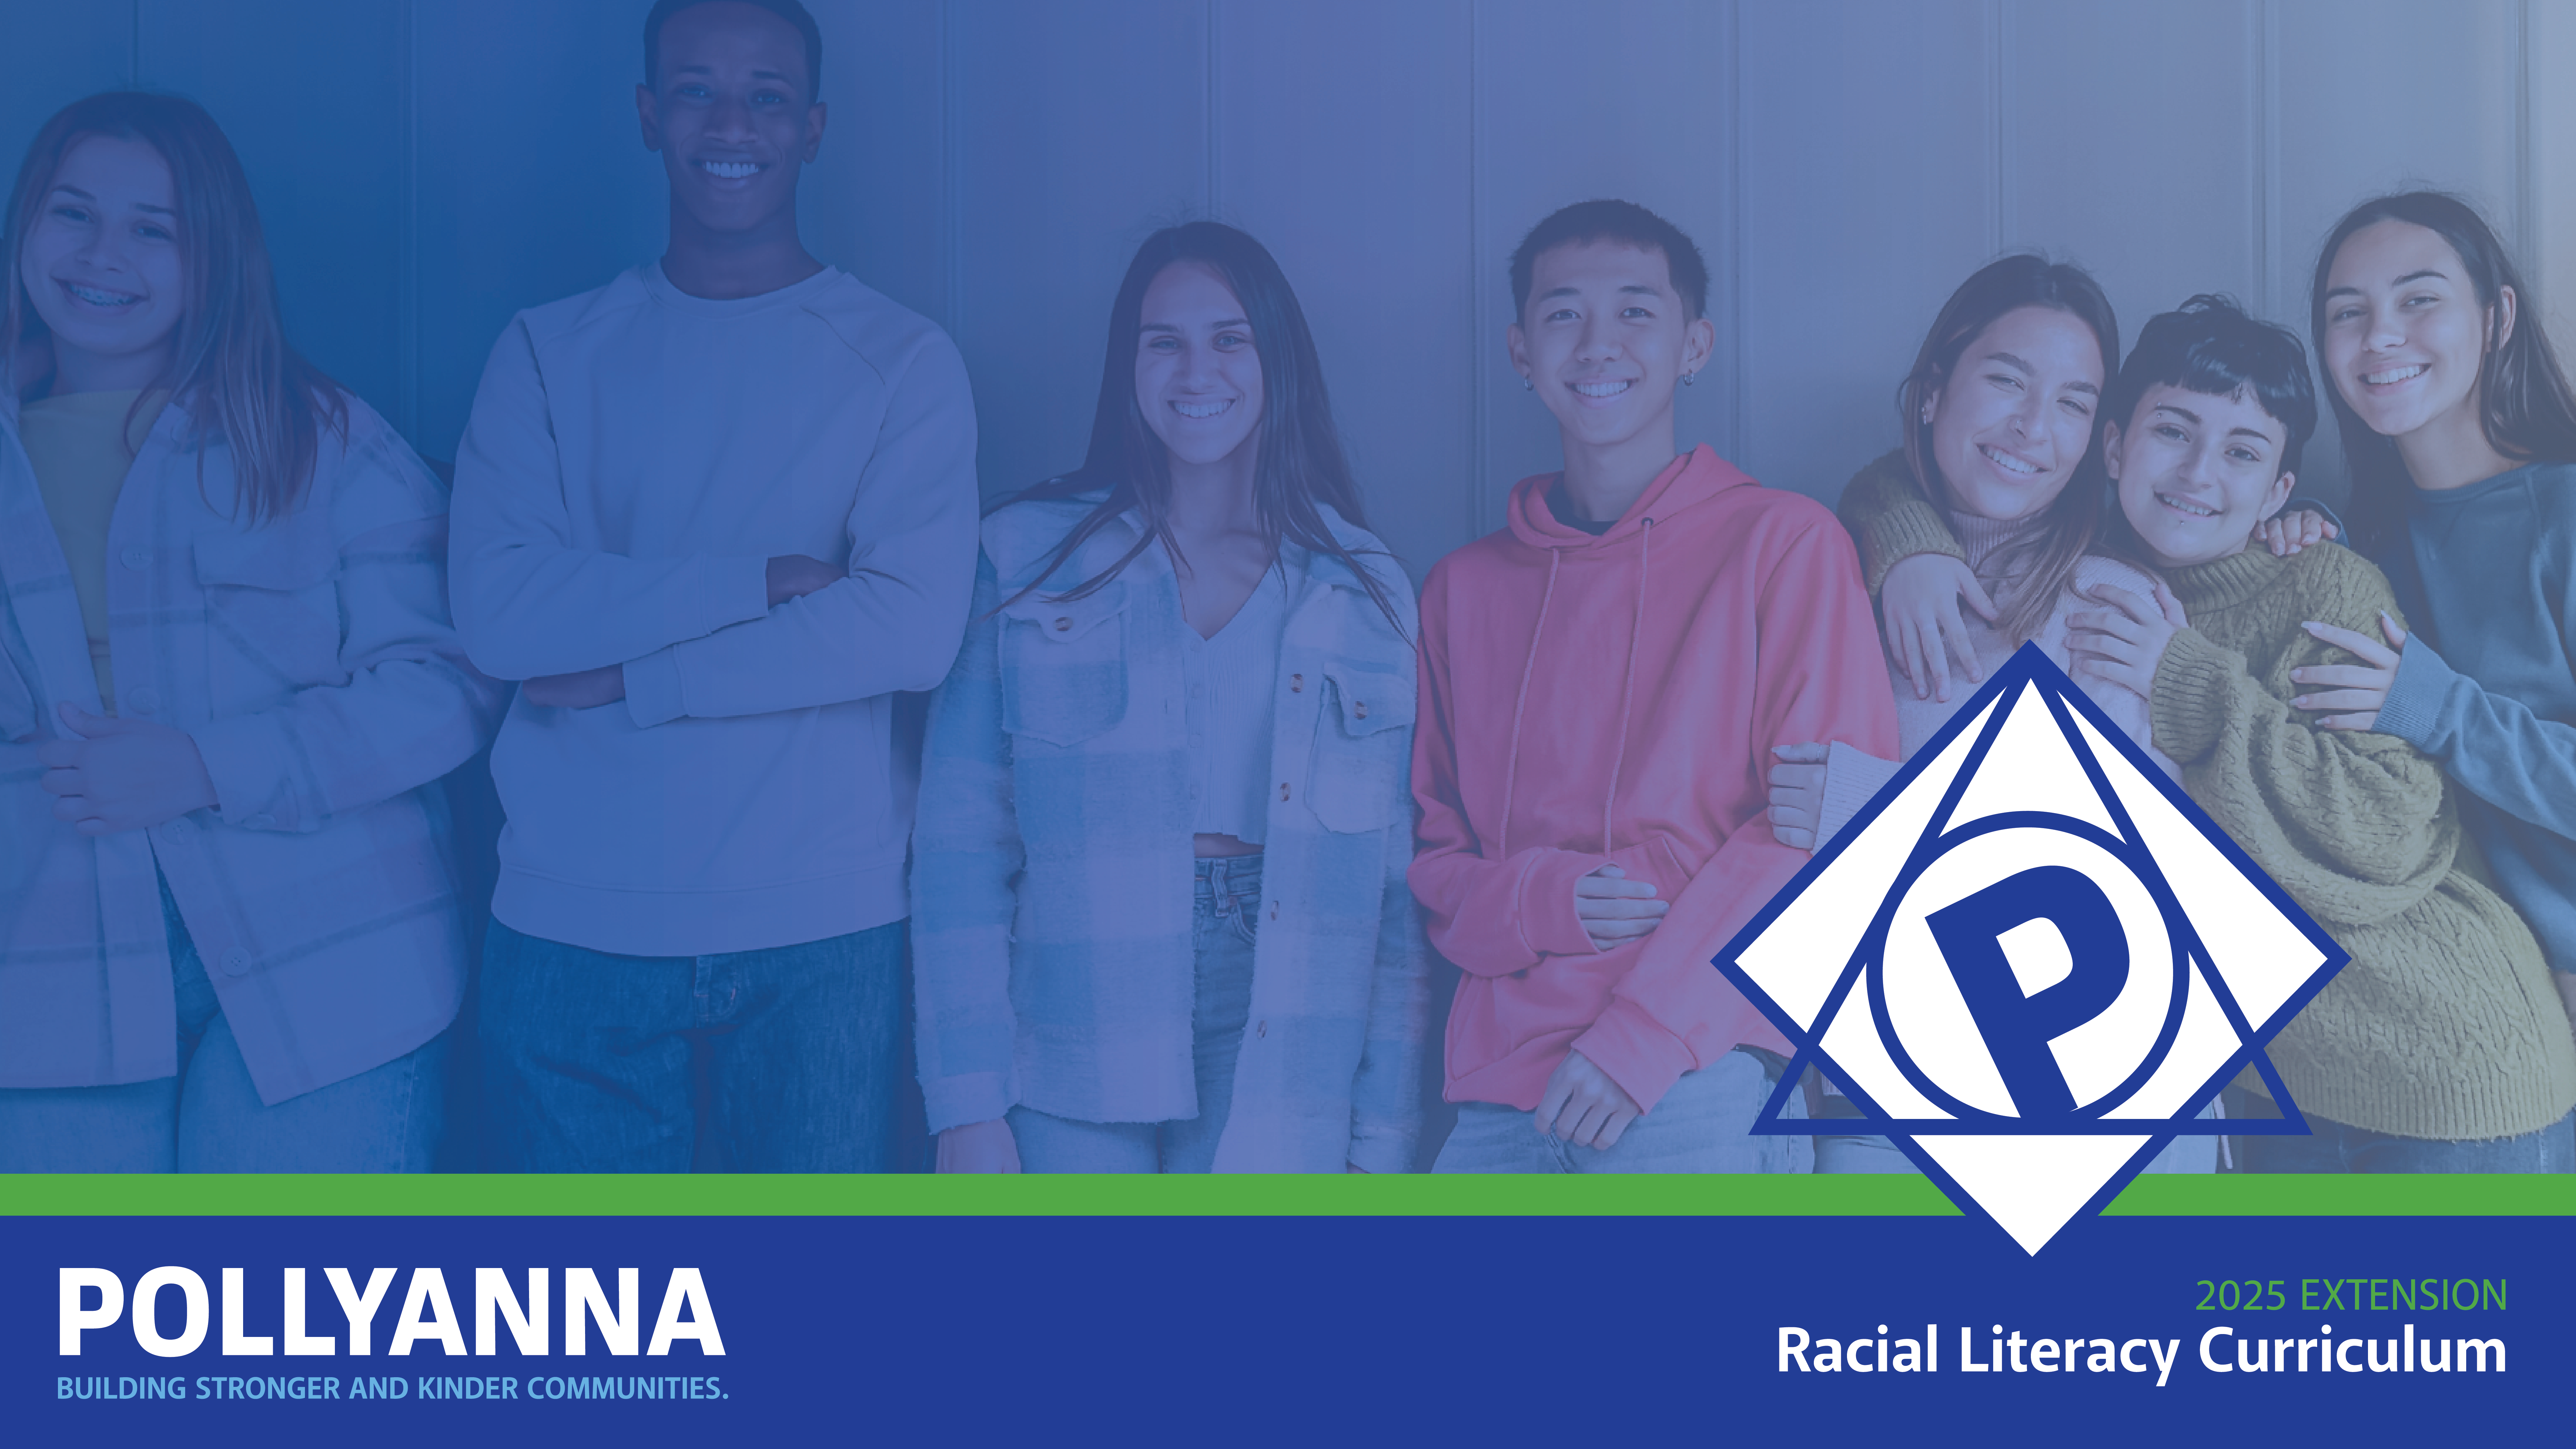 P
POLLYANNA
BUILDING STRONGER AND KINDER COMMUNITIES.
2025 EXTENSION
Racial Literacy Curriculum